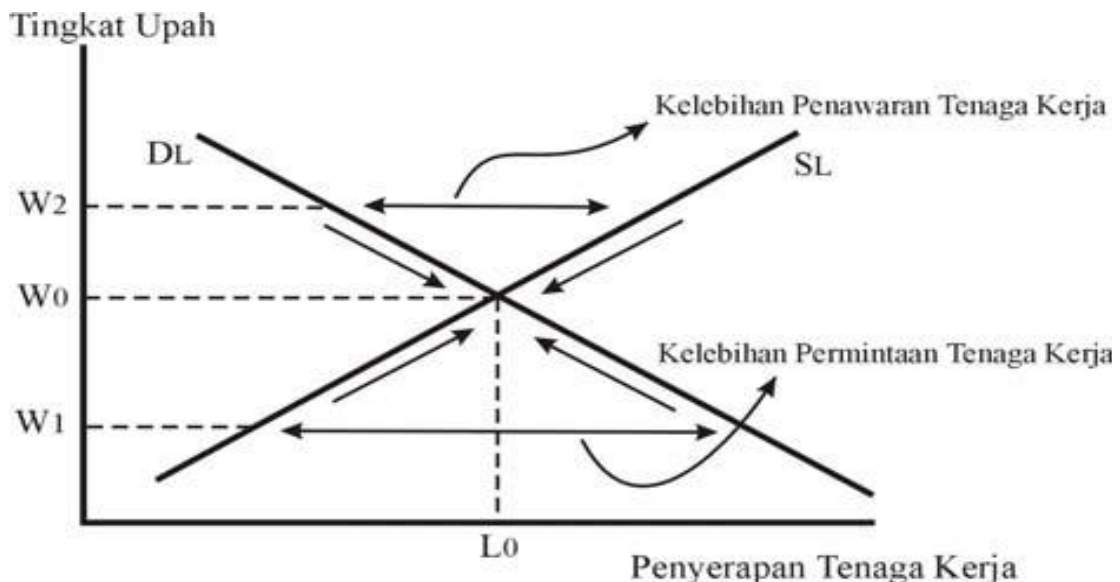 Tingkat Upah
Kelebihan Penawaran Tenaga Kerja
DL
SL
W2
W0
Kelebihan Permintaan Tenaga Kerja
W1
L0
Penyerapan Tenaga Kerja